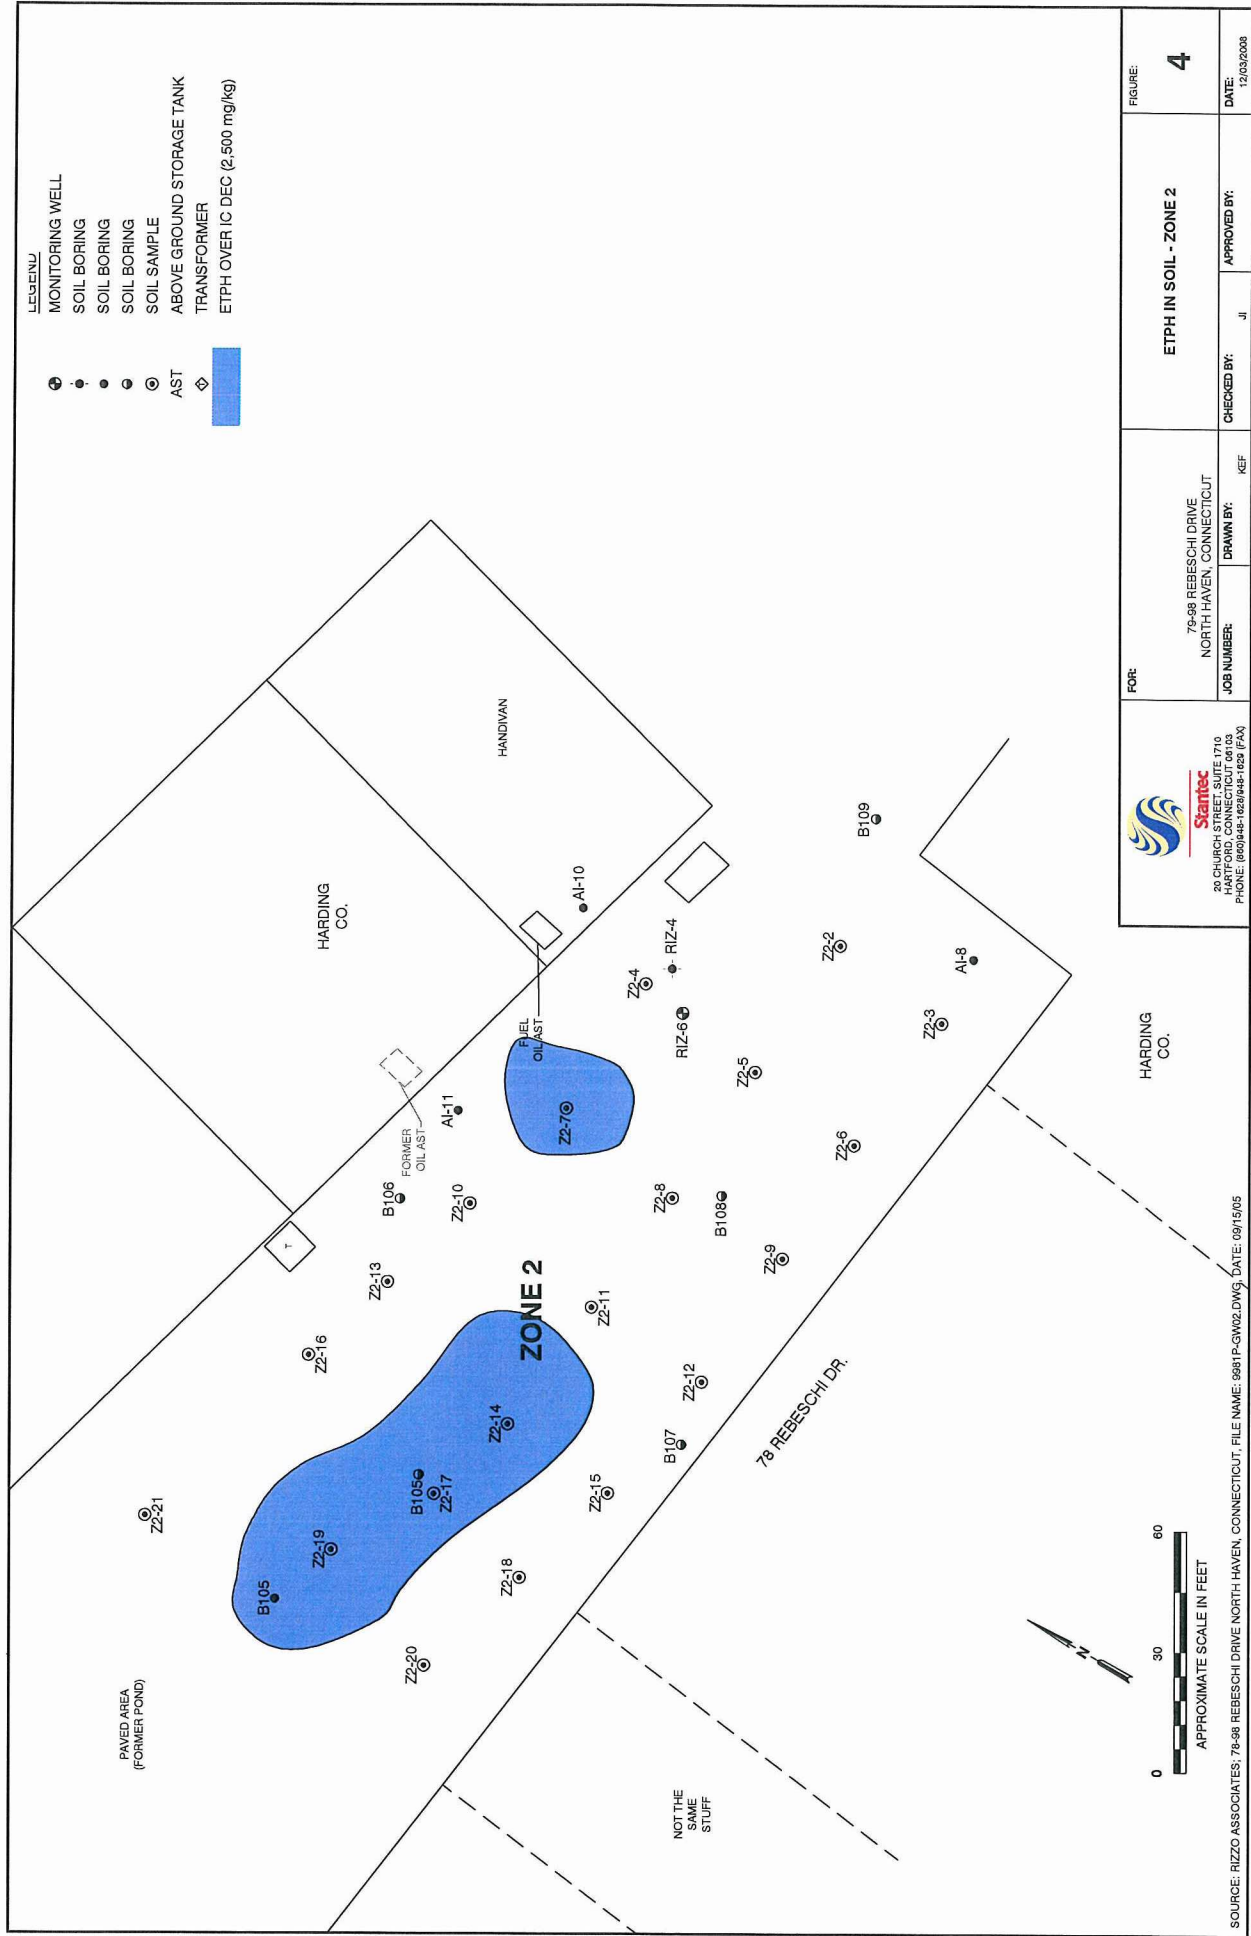 LEGEND
MONITORING WELL
SOIL BORING
SOIL BORING
SOIL BORING
SOIL SAMPLE
AST
ABOVE GROUND STORAGE TANK
T
TRANSFORMER
ETPH OVER IC DEC (2,500 mg/kg)
PAVED AREA
(FORMER POND)
Z2-21
T
HARDING
CO.
HANDIVAN
B105
Z2-19
Z2-16
Z2-13
B106
FORMER
OIL AST
AI-11
FUEL
OIL AST
AI-10
Z2-20
B105
Z2-17
Z2-10
Z2-14
ZONE 2
Z2-7
Z2-4
RIZ-4
RIZ-6
Z2-18
Z2-15
Z2-11
Z2-8
B108
Z2-5
B107
Z2-12
Z2-9
Z2-6
Z2-2
B109
Z2-3
AI-8
78 REBESCHI DR.
NOT THE
SAME
STUFF
HARDING
CO.
N
0 30 60
APPROXIMATE SCALE IN FEET
SOURCE: RIZZO ASSOCIATES; 78-98 REBESCHI DRIVE NORTH HAVEN, CONNECTICUT, FILE NAME: 9981P-GW02.DWG, DATE: 09/15/05
Stantec
20 CHURCH STREET, SUITE 1710
HARTFORD, CONNECTICUT 06103
PHONE: (860)948-1628/948-1629 (FAX)
FOR:
79-98 REBESCHI DRIVE
NORTH HAVEN, CONNECTICUT
ETPH IN SOIL - ZONE 2
FIGURE:
4
JOB NUMBER:
DRAWN BY:
KEF
CHECKED BY:
JI
APPROVED BY:
DATE:
12/03/2008